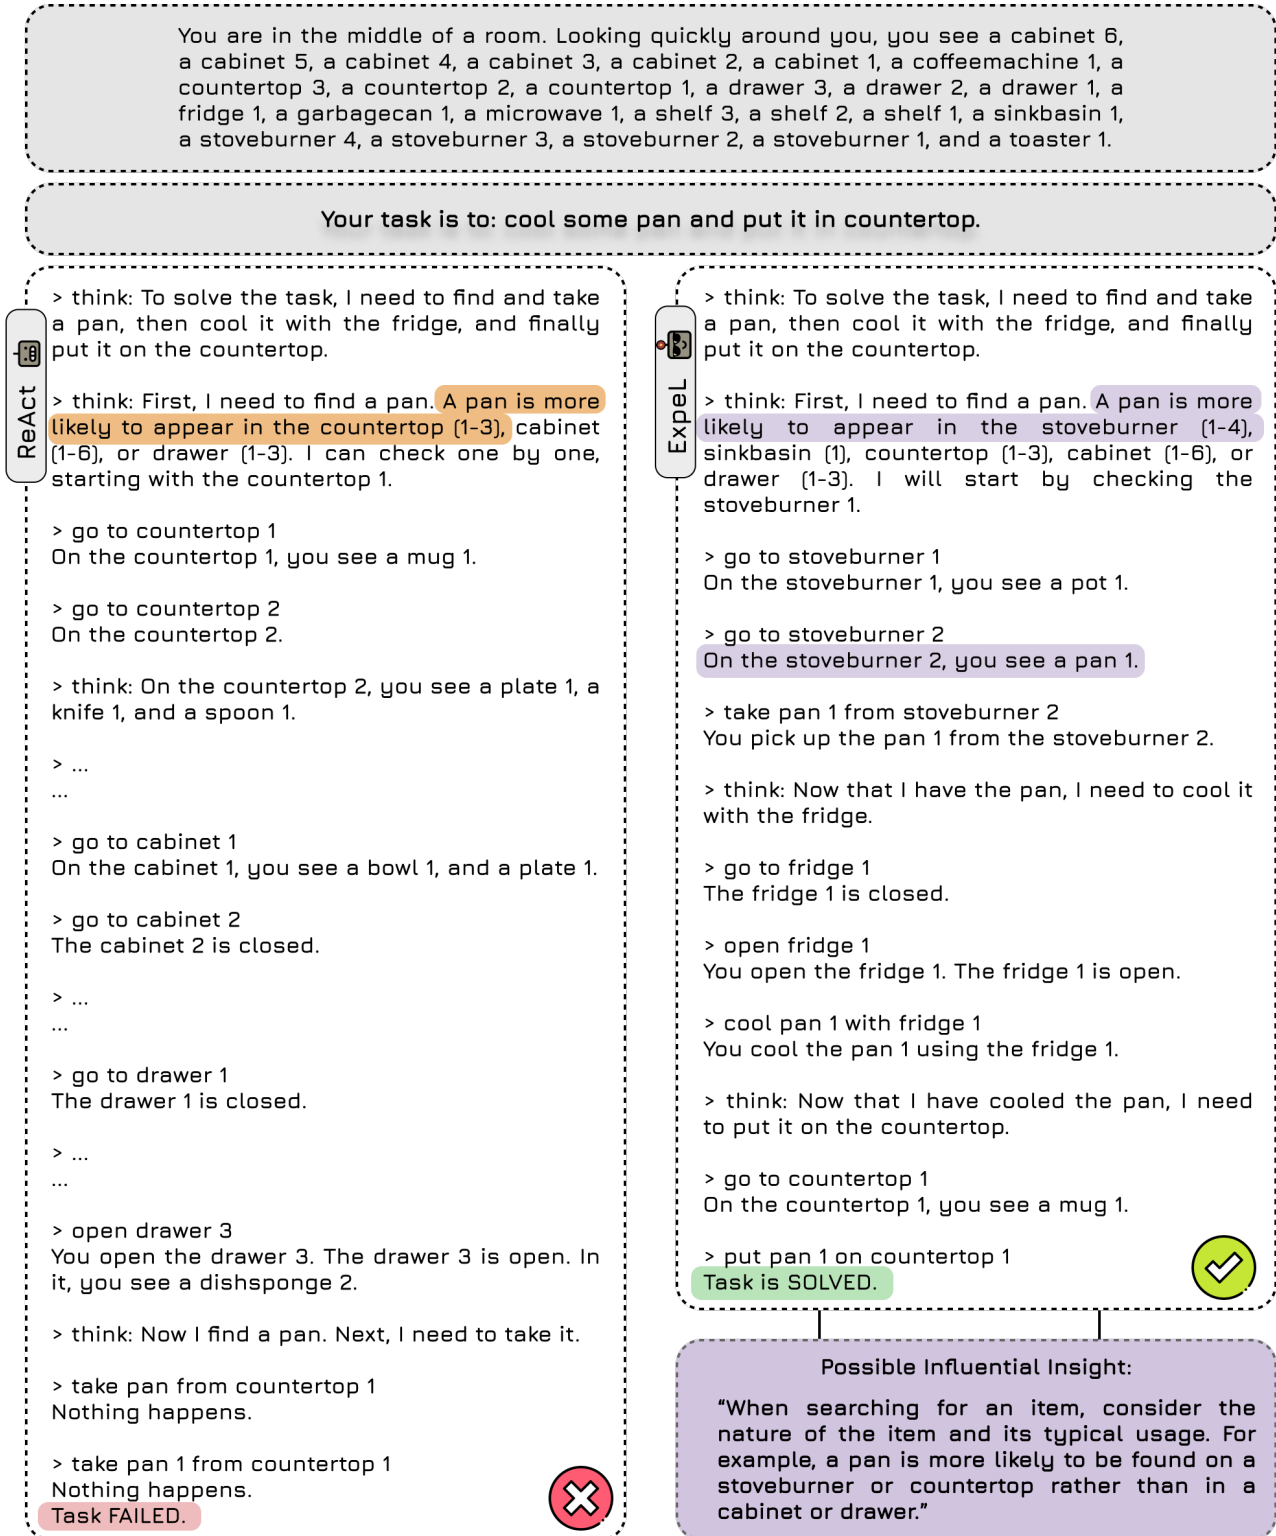 You are in the middle of a room. Looking quickly around you, you see a cabinet 6,
a cabinet 5, a cabinet 4, a cabinet 3, a cabinet 2, a cabinet 1, a coffeemachine 1, a
countertop 3, a countertop 2, a countertop 1, a drawer 3, a drawer 2, a drawer 1, a
fridge 1, a garbagecan 1, a microwave 1, a shelf 3, a shelf 2, a shelf 1, a sinkbasin 1,
a stoveburner 4, a stoveburner 3, a stoveburner 2, a stoveburner 1, and a toaster 1.
Your task is to: cool some pan and put it in countertop.
ReAct
> think: To solve the task, I need to find and take
a pan, then cool it with the fridge, and finally
put it on the countertop.
> think: First, I need to find a pan. A pan is more
likely to appear in the countertop (1-3), cabinet
(1-6), or drawer (1-3). I can check one by one,
starting with the countertop 1.
> go to countertop 1
On the countertop 1, you see a mug 1.
> go to countertop 2
On the countertop 2.
> think: On the countertop 2, you see a plate 1, a
knife 1, and a spoon 1.
> ...
...
> go to cabinet 1
On the cabinet 1, you see a bowl 1, and a plate 1.
> go to cabinet 2
The cabinet 2 is closed.
> ...
...
> go to drawer 1
The drawer 1 is closed.
> ...
...
> open drawer 3
You open the drawer 3. The drawer 3 is open. In
it, you see a dishsponge 2.
> think: Now I find a pan. Next, I need to take it.
> take pan from countertop 1
Nothing happens.
> take pan 1 from countertop 1
Nothing happens.
Task FAILED.
ExpeL
> think: To solve the task, I need to find and take
a pan, then cool it with the fridge, and finally
put it on the countertop.
> think: First, I need to find a pan. A pan is more
likely to appear in the stoveburner (1-4),
sinkbasin (1), countertop (1-3), cabinet (1-6), or
drawer (1-3). I will start by checking the
stoveburner 1.
> go to stoveburner 1
On the stoveburner 1, you see a pot 1.
> go to stoveburner 2
On the stoveburner 2, you see a pan 1.
> take pan 1 from stoveburner 2
You pick up the pan 1 from the stoveburner 2.
> think: Now that I have the pan, I need to cool it
with the fridge.
> go to fridge 1
The fridge 1 is closed.
> open fridge 1
You open the fridge 1. The fridge 1 is open.
> cool pan 1 with fridge 1
You cool the pan 1 using the fridge 1.
> think: Now that I have cooled the pan, I need
to put it on the countertop.
> go to countertop 1
On the countertop 1, you see a mug 1.
> put pan 1 on countertop 1
Task is SOLVED.
Possible Influential Insight:
“When searching for an item, consider the
nature of the item and its typical usage. For
example, a pan is more likely to be found on a
stoveburner or countertop rather than in a
cabinet or drawer.”